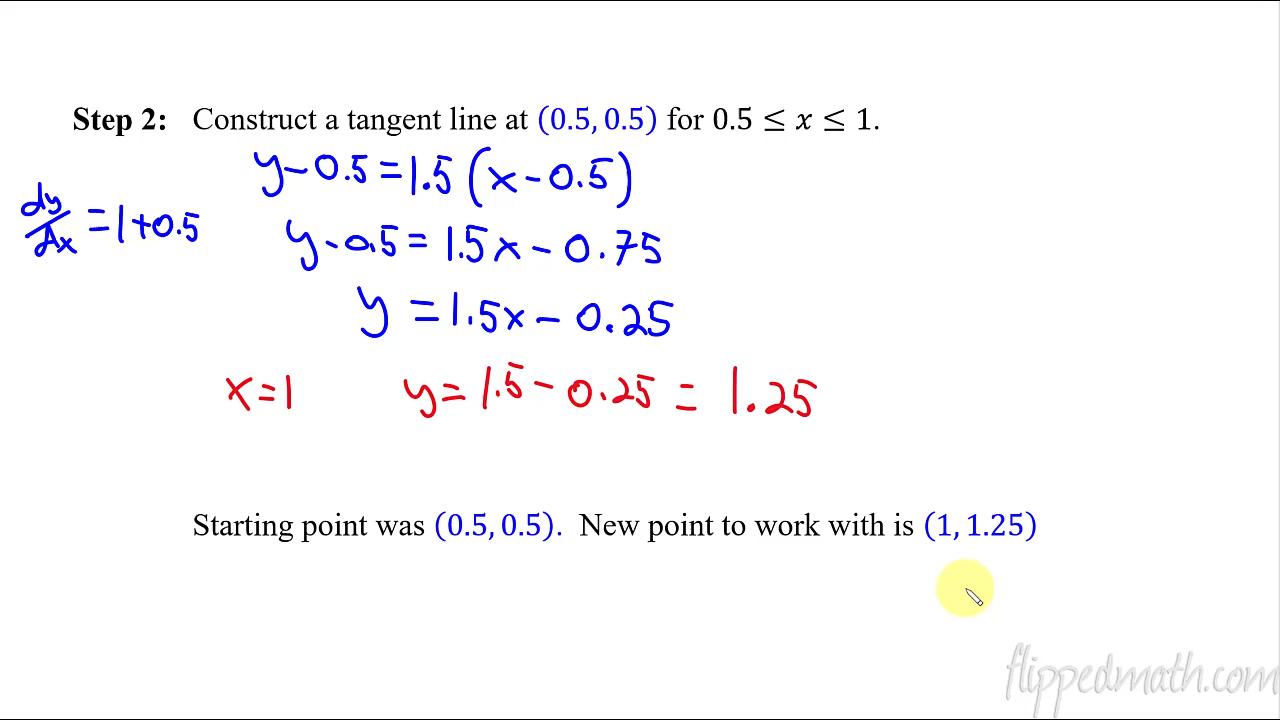 Step 2: Construct a tangent line at (0.5, 0.5) for 0.5 ≤ x ≤ 1.
y - 0.5 = 1.5 (x - 0.5)
dy/dx = 1 + 0.5
y - 0.5 = 1.5x - 0.75
y = 1.5x - 0.25
x = 1 y = 1.5 - 0.25 = 1.25
Starting point was (0.5, 0.5). New point to work with is (1, 1.25)
flippedmath.com